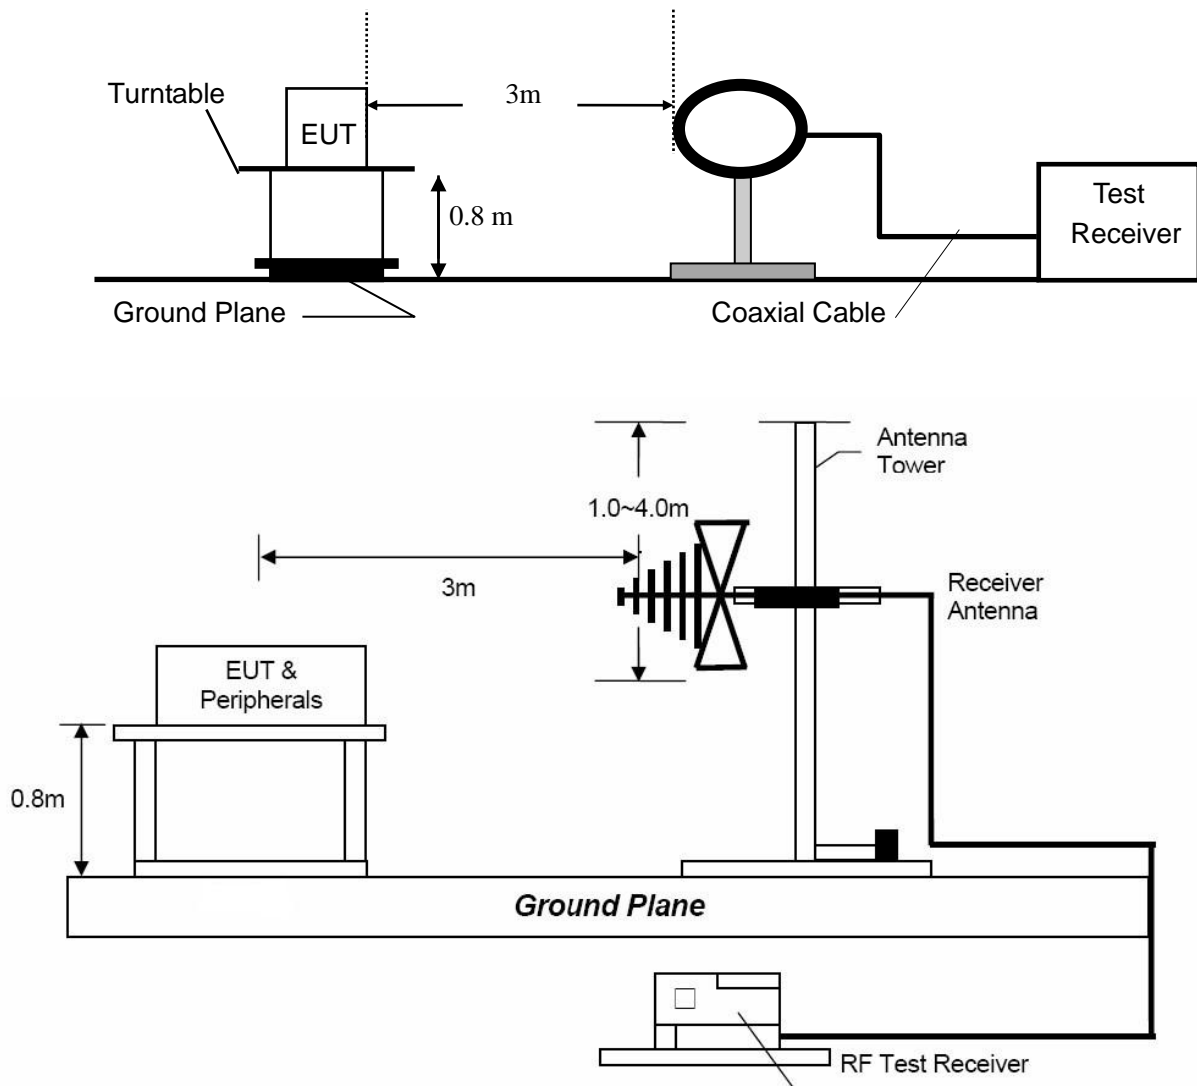 3m
Turntable
EUT
0.8 m
Test
Receiver
Ground Plane
Coaxial Cable
Antenna
Tower
1.0~4.0m
3m
Receiver
Antenna
EUT &
Peripherals
0.8m
Ground Plane
RF Test Receiver